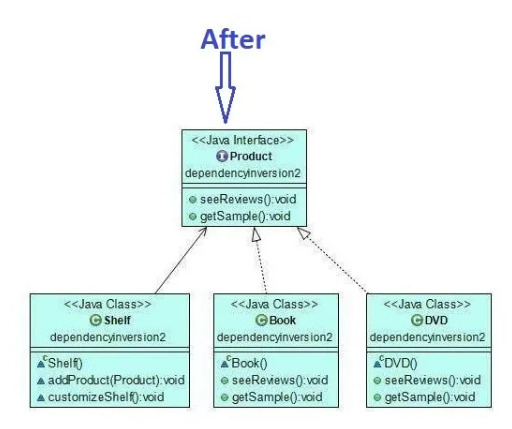 After
<<Java Interface>>
Product
dependencyinversion2
seeReviews():void
getSample():void
<<Java Class>>
Shelf
dependencyinversion2
Shelf()
addProduct(Product):void
customizeShelf():void
<<Java Class>>
Book
dependencyinversion2
Book()
seeReviews():void
getSample():void
<<Java Class>>
DVD
dependencyinversion2
DVD()
seeReviews():void
getSample():void